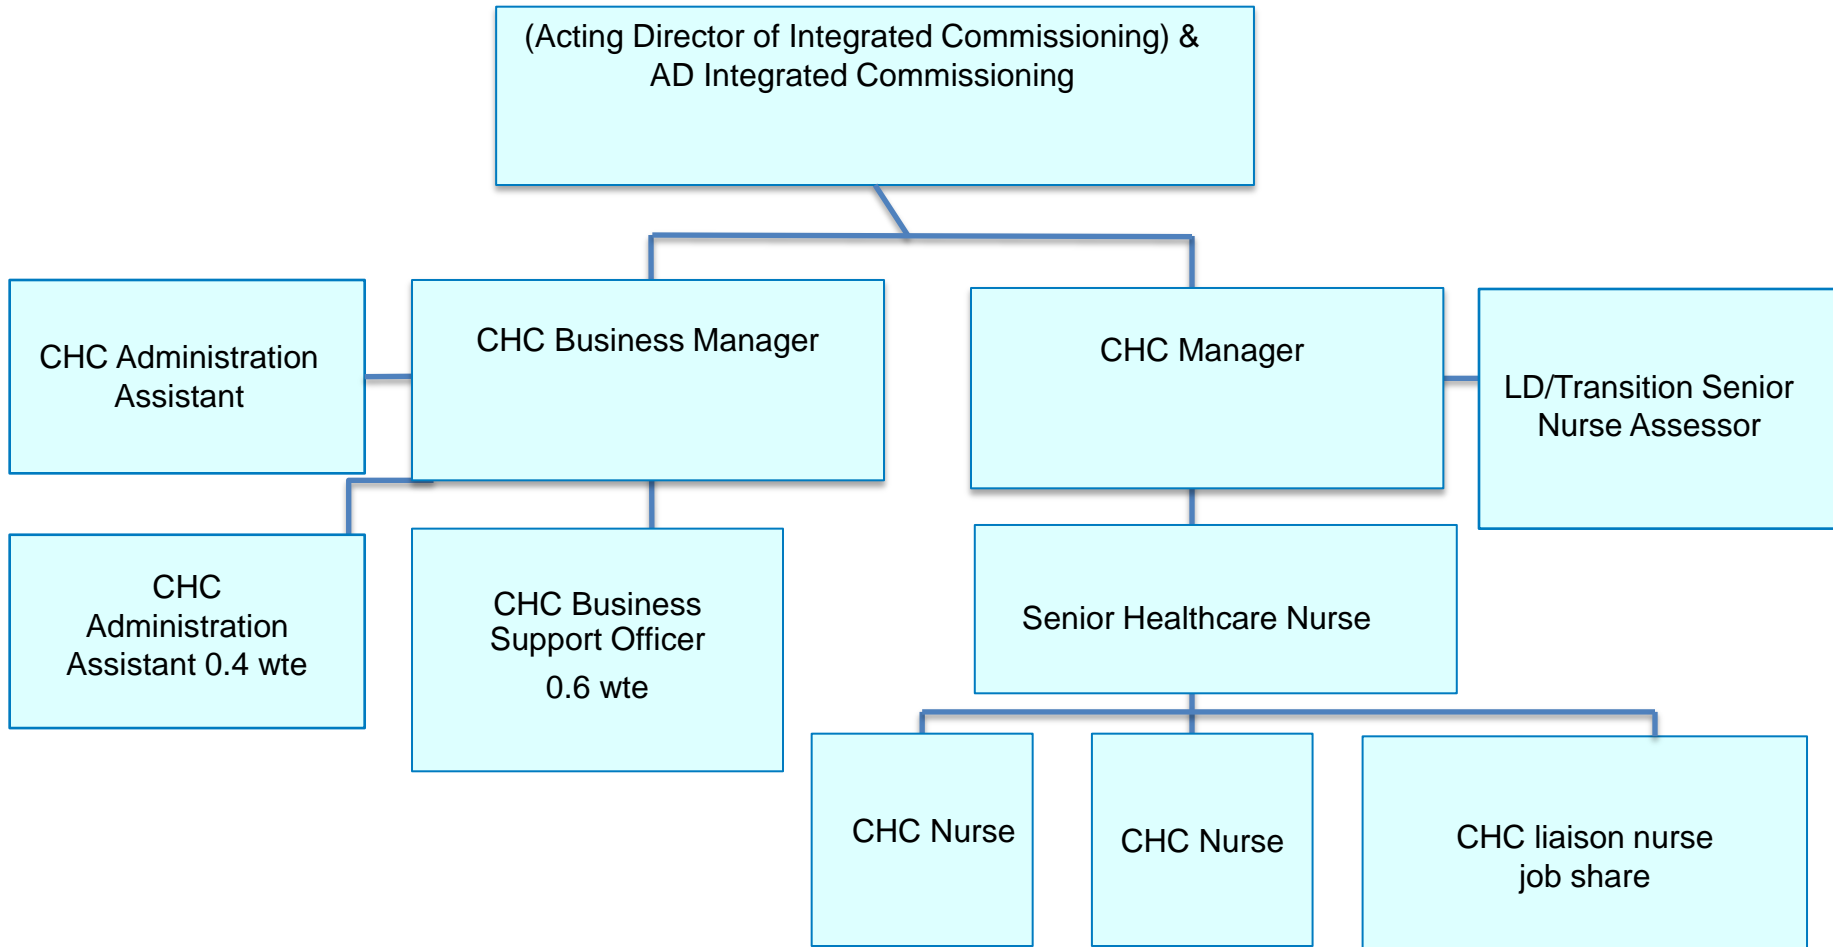 (Acting Director of Integrated Commissioning) &
AD Integrated Commissioning
CHC Administration
Assistant
CHC Business Manager
CHC Manager
LD/Transition Senior
Nurse Assessor
CHC
Administration
Assistant 0.4 wte
CHC Business
Support Officer
0.6 wte
Senior Healthcare Nurse
CHC Nurse
CHC Nurse
CHC liaison nurse
job share